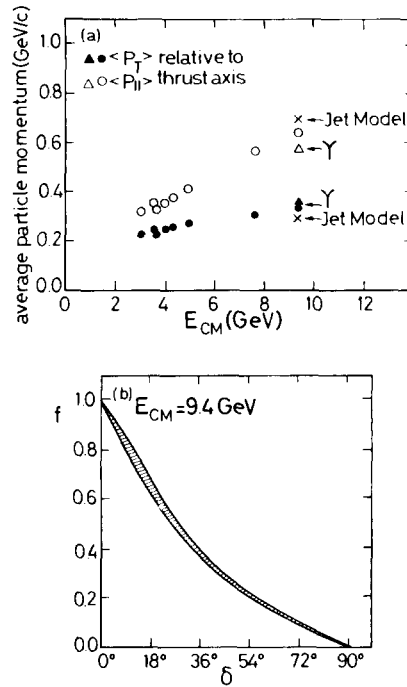 average particle momentum(GeV/c)
(a)
▲● <P_T> relative to
△○ <P_II> thrust axis
1.0
0.8
0.6
0.4
0.2
0
× ←Jet Model
△←Υ
▲←Υ
×←Jet Model
0 2 4 6 8 10 12
E_CM(GeV)
(b) E_CM=9.4 GeV
f
1.0
0.8
0.6
0.4
0.2
0.0
0° 18° 36° 54° 72° 90°
δ